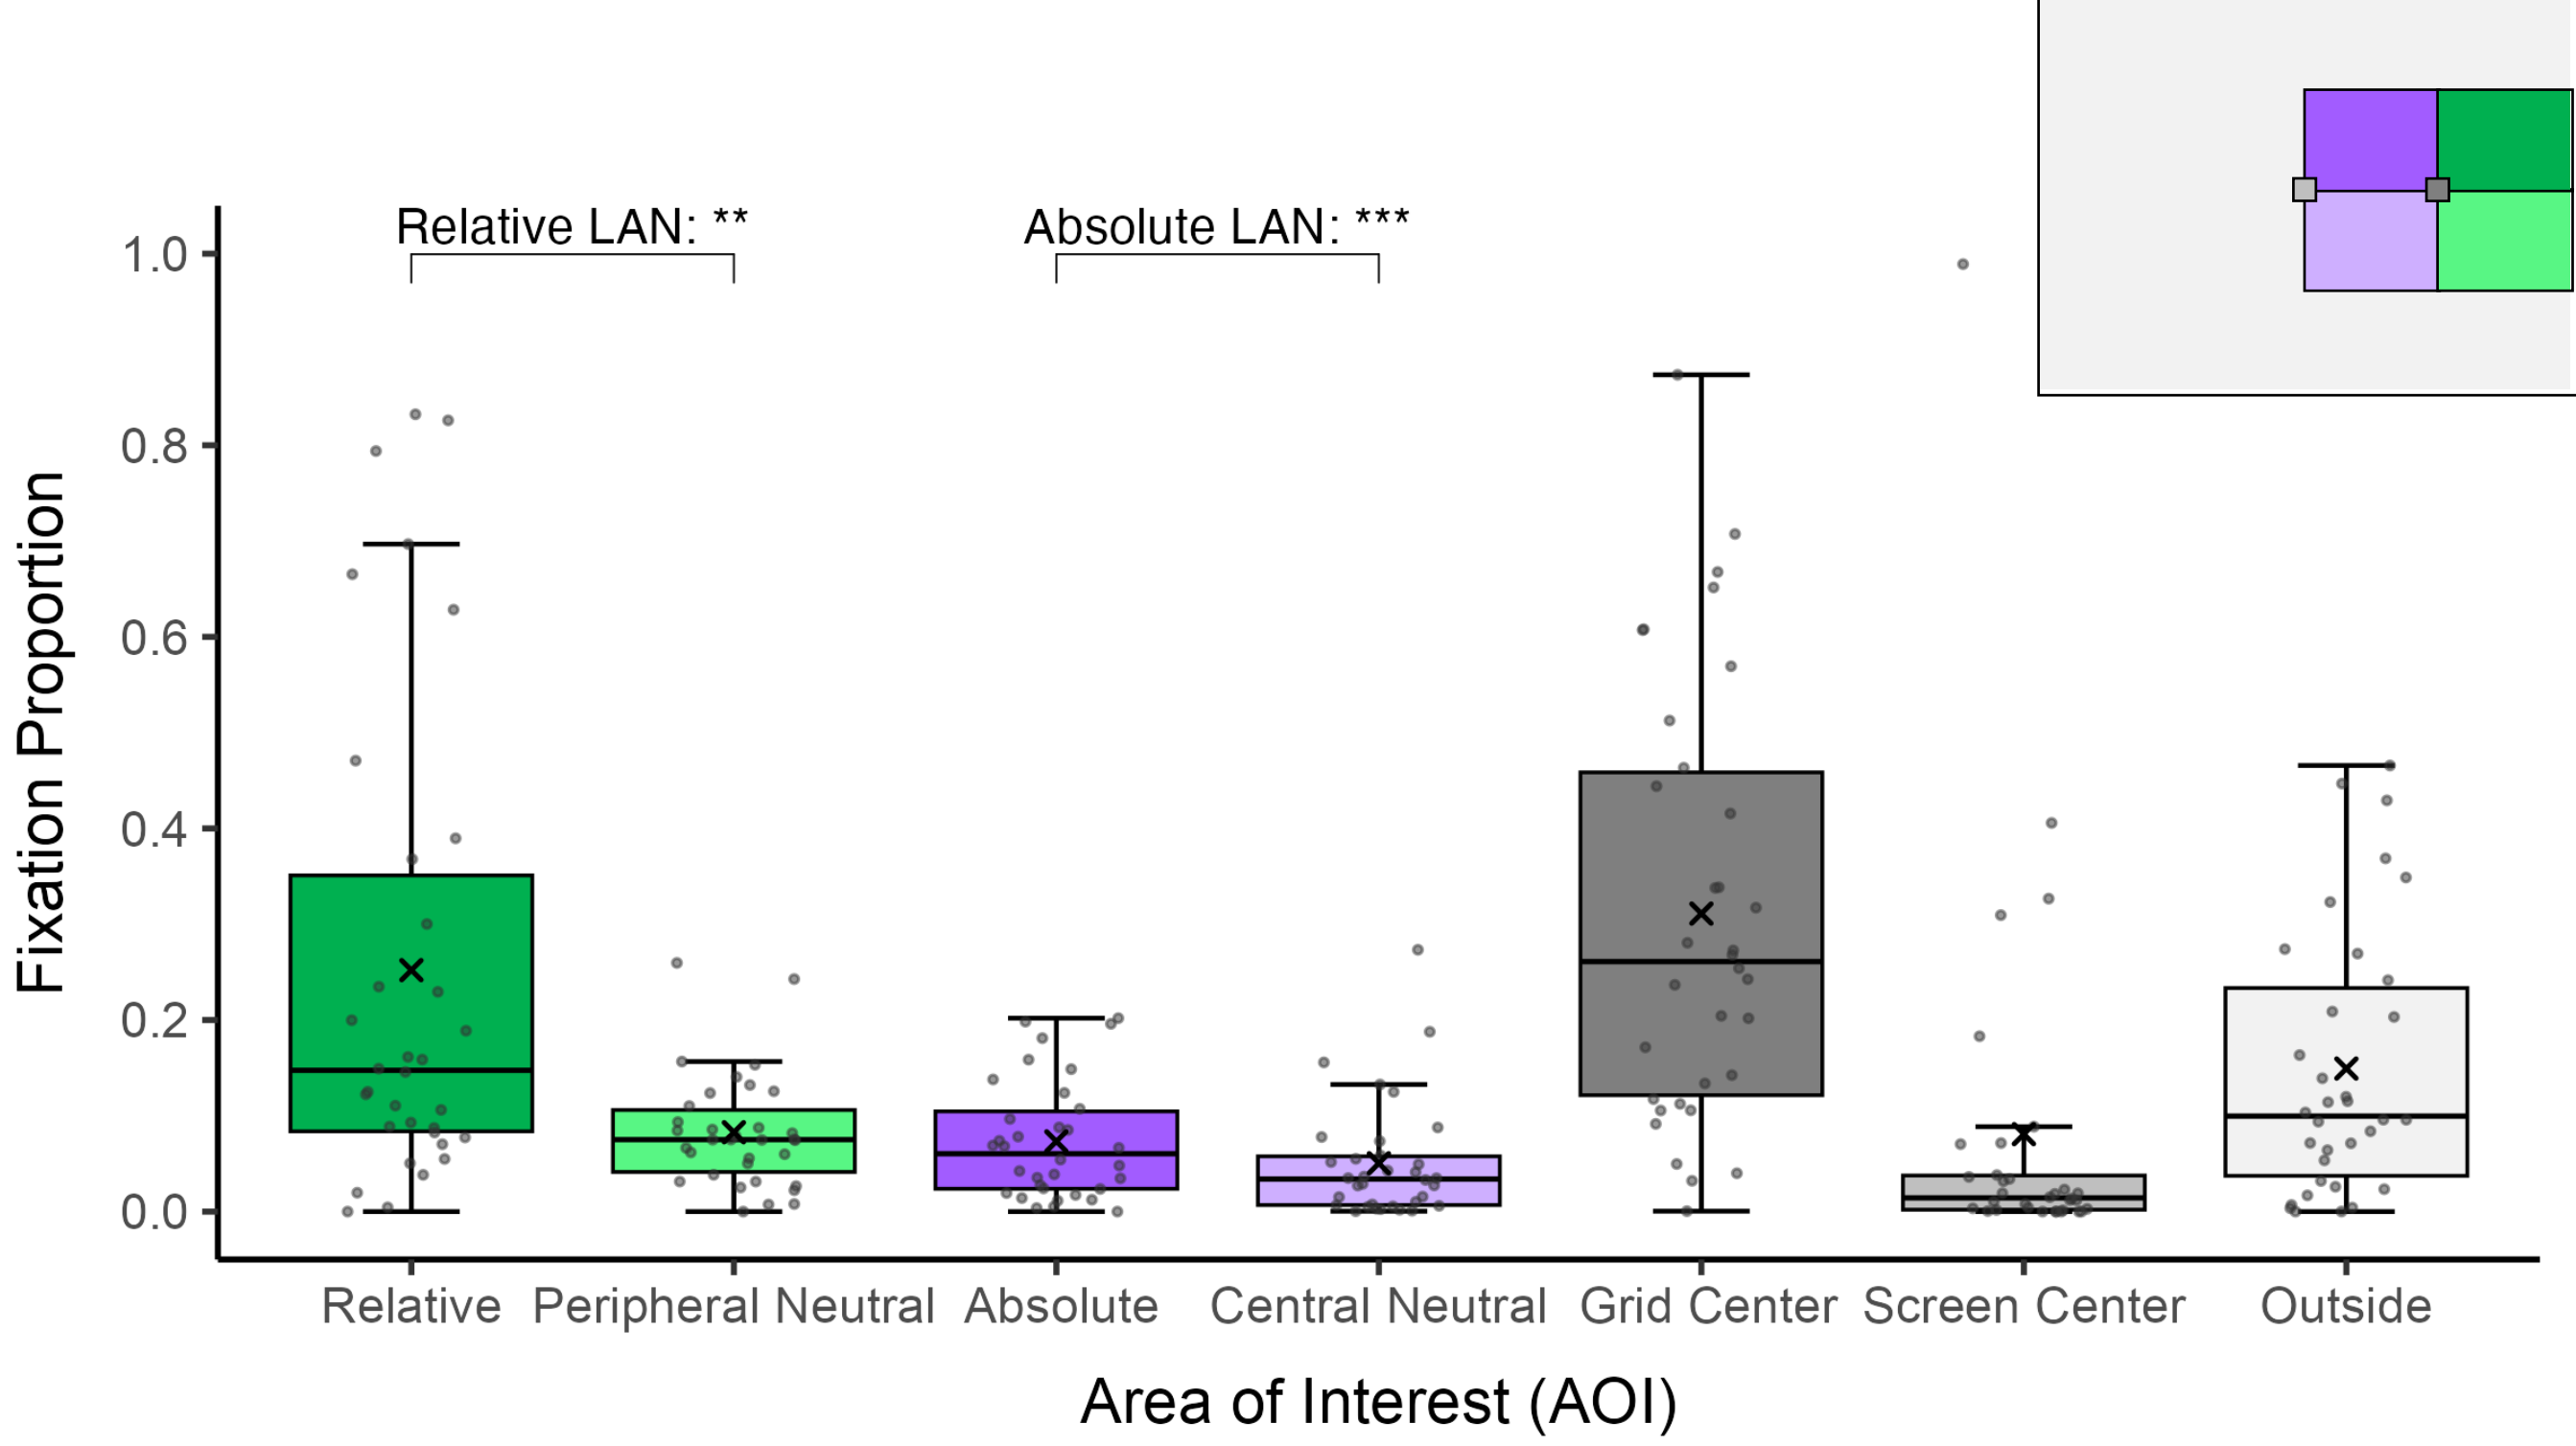 Relative LAN: **
Absolute LAN: ***
Fixation Proportion
1.0
0.8
0.6
0.4
0.2
0.0
Relative
Peripheral Neutral
Absolute
Central Neutral
Grid Center
Screen Center
Outside
Area of Interest (AOI)